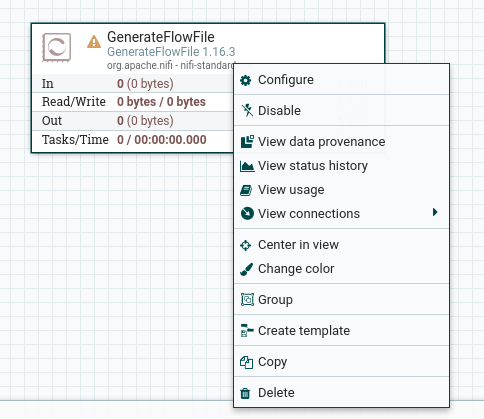 GenerateFlowFile
GenerateFlowFile 1.16.3
org.apache.nifi - nifi-standar
In 0 (0 bytes)
Read/Write 0 bytes / 0 bytes
Out 0 (0 bytes)
Tasks/Time 0 / 00:00:00.000
Configure
Disable
View data provenance
View status history
View usage
View connections
Center in view
Change color
Group
Create template
Copy
Delete